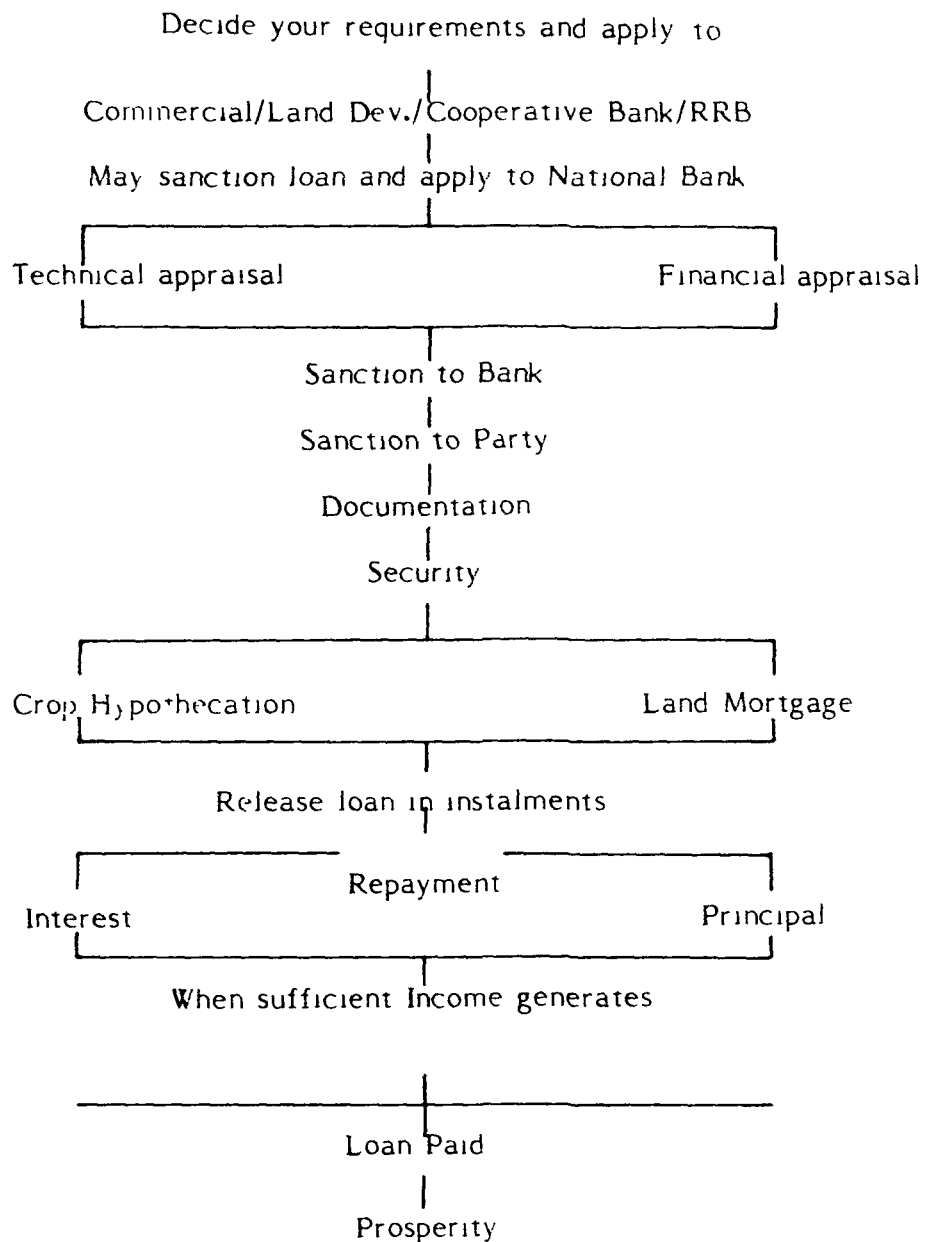 Decide your requirements and apply to
Commercial/Land Dev./Cooperative Bank/RRB
May sanction loan and apply to National Bank
Technical appraisal Financial appraisal
Sanction to Bank
Sanction to Party
Documentation
Security
Crop Hypothecation Land Mortgage
Release loan in instalments
Repayment
Interest Principal
When sufficient Income generates
Loan Paid
Prosperity